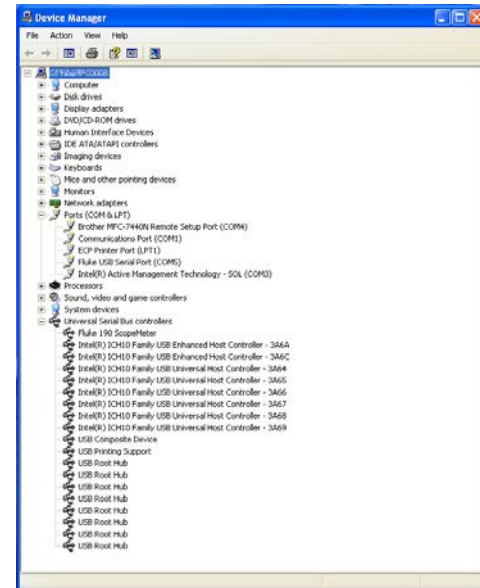 Device Manager
File Action View Help
Computer
Disk drives
Display adapters
DVD/CD-ROM drives
Human Interface Devices
IDE ATA/ATAPI controllers
Imaging devices
Keyboards
Mice and other pointing devices
Monitors
Network adapters
Ports (COM & LPT)
Brother MFC-7440N Remote Setup Port (COM4)
Communications Port (COM1)
ECP Printer Port (LPT1)
Fluke USB Serial Port (COM5)
Intel(R) Active Management Technology - SOL (COM3)
Processors
Sound, video and game controllers
System devices
Universal Serial Bus controllers
Fluke 190 ScopeMeter
Intel(R) ICH10 Family USB Enhanced Host Controller - 3A6A
Intel(R) ICH10 Family USB Enhanced Host Controller - 3A6C
Intel(R) ICH10 Family USB Universal Host Controller - 3A64
Intel(R) ICH10 Family USB Universal Host Controller - 3A65
Intel(R) ICH10 Family USB Universal Host Controller - 3A66
Intel(R) ICH10 Family USB Universal Host Controller - 3A67
Intel(R) ICH10 Family USB Universal Host Controller - 3A68
Intel(R) ICH10 Family USB Universal Host Controller - 3A69
USB Composite Device
USB Printing Support
USB Root Hub
USB Root Hub
USB Root Hub
USB Root Hub
USB Root Hub
USB Root Hub
USB Root Hub
USB Root Hub